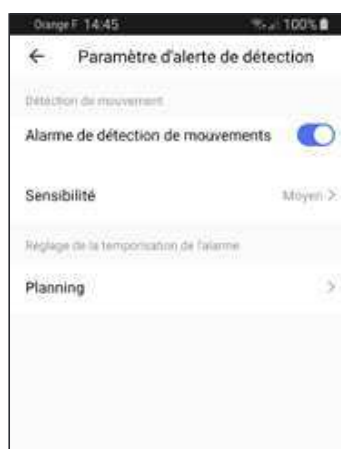 Orange F 14:45 100%
Paramètre d'alerte de détection
Détection de mouvement
Alarme de détection de mouvements
Sensibilité Moyen >
Réglage de la temporisation de l'alarme
Planning >